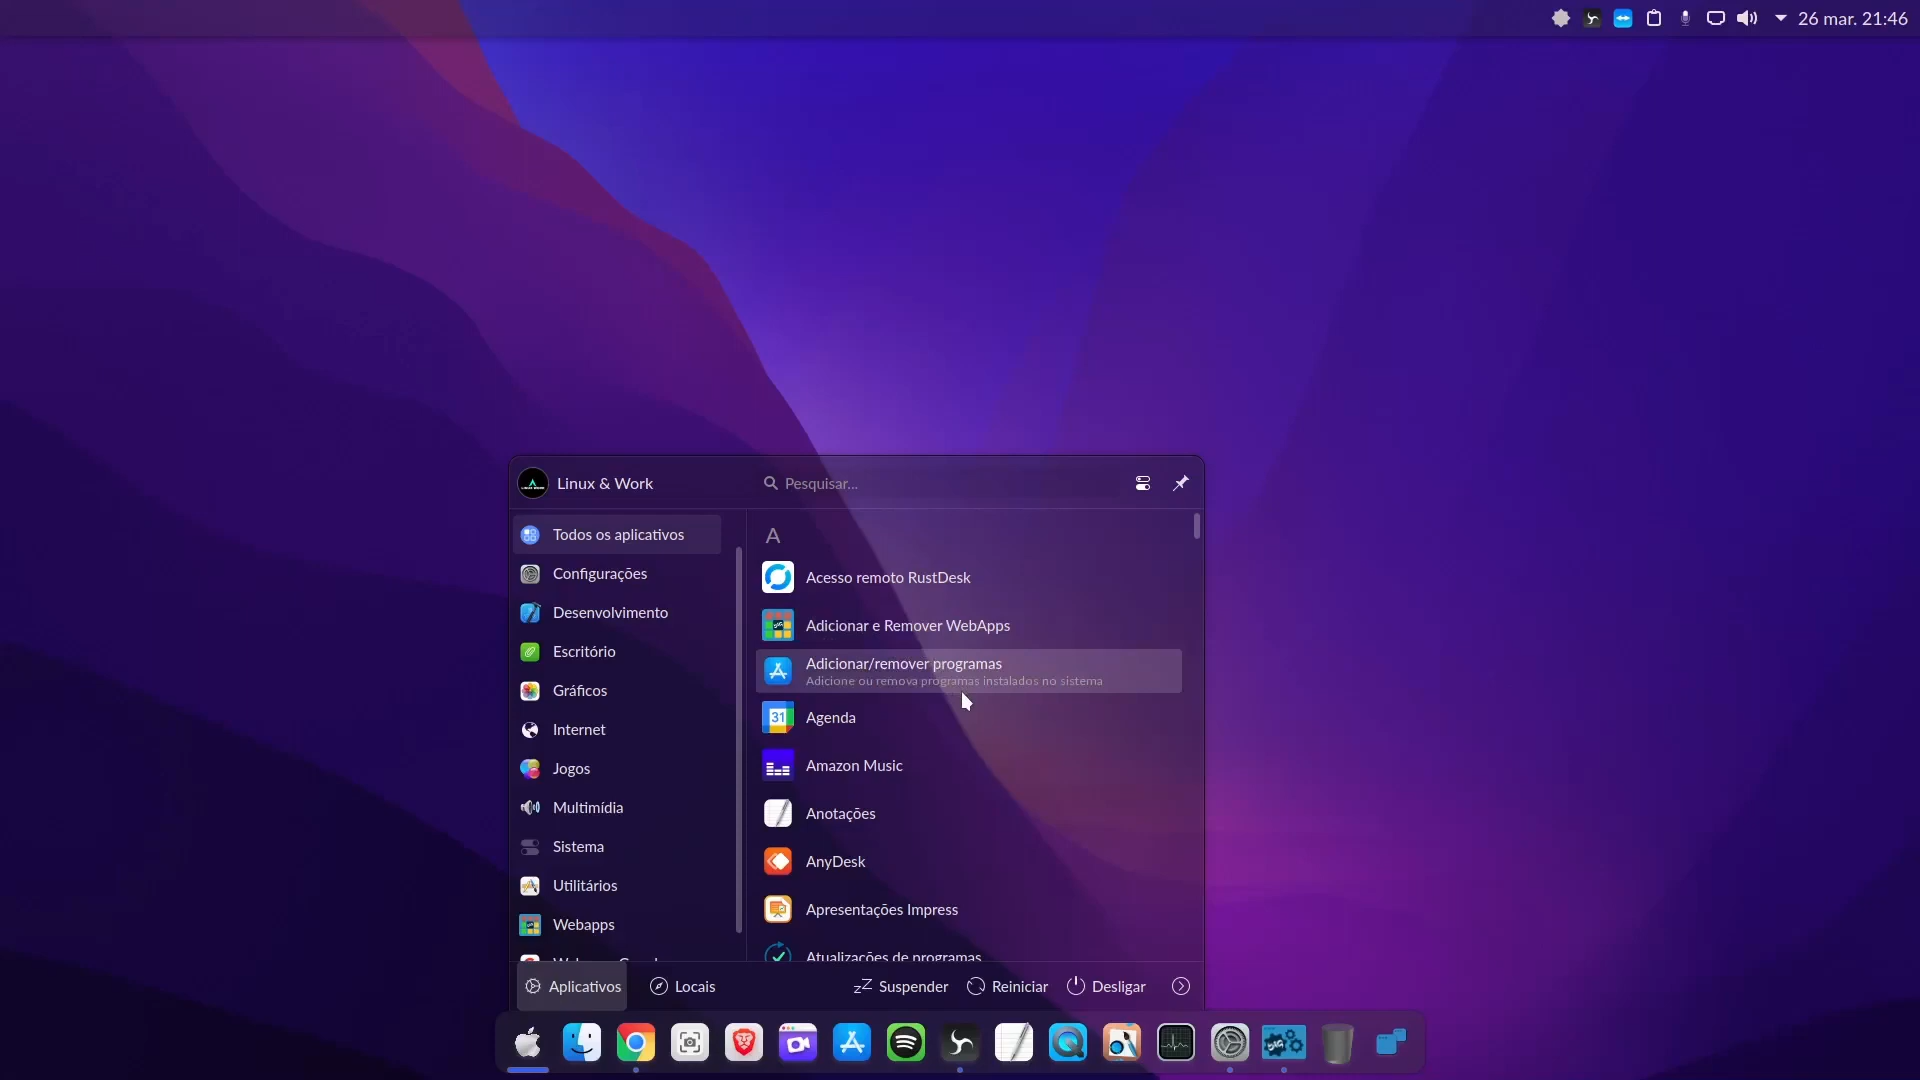 26 mar. 21:46
Linux & Work
Pesquisar...
Todos os aplicativos
Configurações
Desenvolvimento
Escritório
Gráficos
Internet
Jogos
Multimídia
Sistema
Utilitários
Webapps
A
Acesso remoto RustDesk
Adicionar e Remover WebApps
Adicionar/remover programas
Adicione ou remova programas instalados no sistema
31
Agenda
Amazon Music
Anotações
AnyDesk
Apresentações Impress
Atualizações de programas
Aplicativos
Locais
Suspender
Reiniciar
Desligar